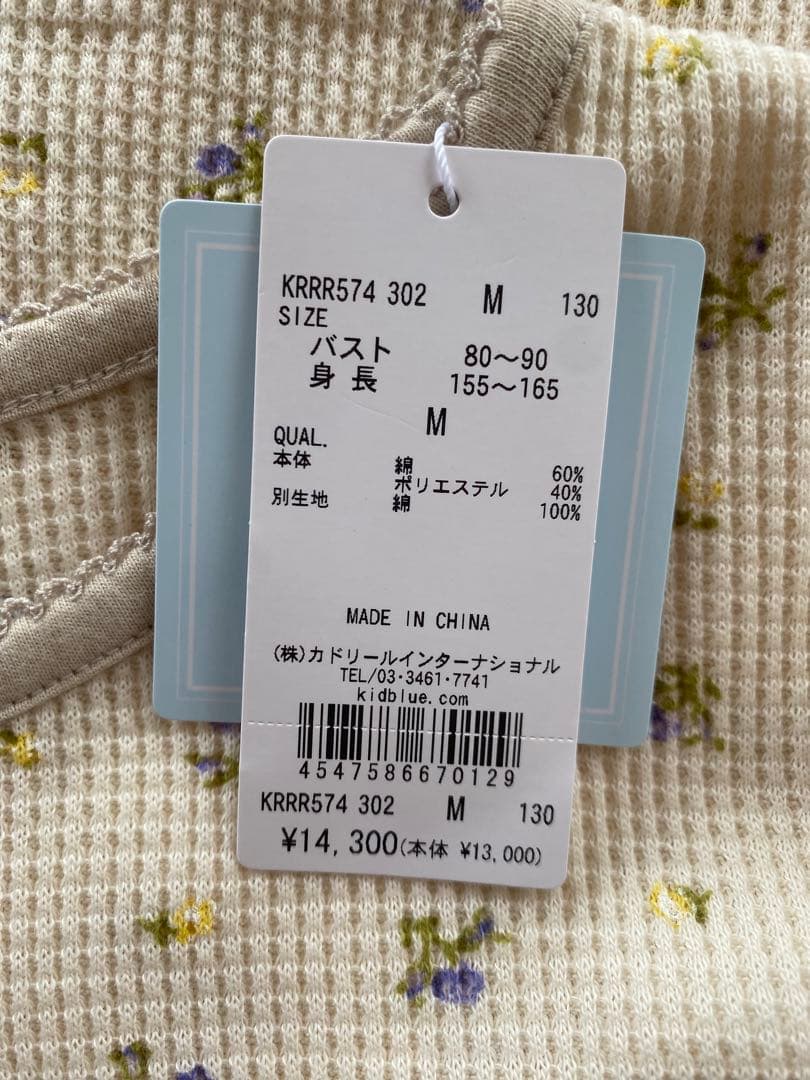 KRRR574 302 M 130
SIZE
バスト 80～90
身長 155～165
M
QUAL.
本体 綿 60%
ポリエステル 40%
別生地 綿 100%
MADE IN CHINA
(株)カドリールインターナショナル
TEL/03・3461・7741
kidblue.com
4547586670129
KRRR574 302 M 130
¥14,300(本体 ¥13,000)